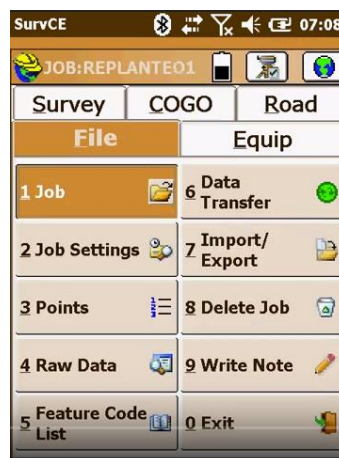 SurvCE 07:08
JOB:REPLANTEO1
Survey COGO Road
File Equip
1 Job
6 Data
Transfer
2 Job Settings
7 Import/
Export
3 Points
8 Delete Job
4 Raw Data
9 Write Note
5 Feature Code
List
0 Exit